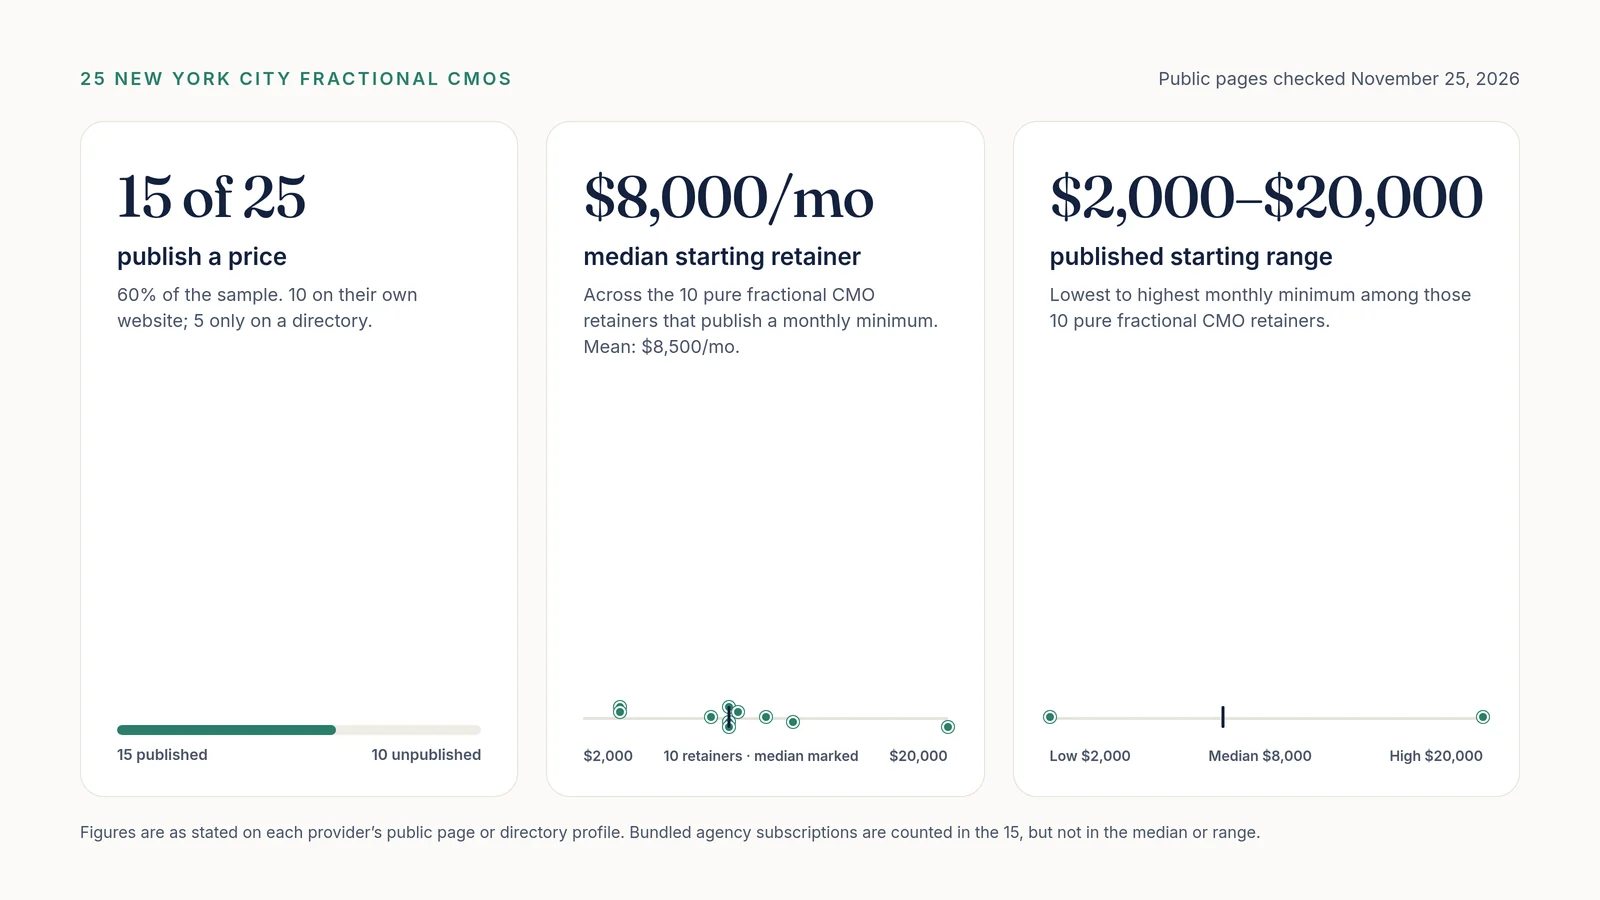 25 NEW YORK CITY FRACTIONAL CMOS
Public pages checked November 25, 2026
15 of 25
publish a price
60% of the sample. 10 on their own
website; 5 only on a directory.
15 published
10 unpublished
$8,000/mo
median starting retainer
Across the 10 pure fractional CMO
retainers that publish a monthly minimum.
Mean: $8,500/mo.
$2,000
10 retainers · median marked
$20,000
$2,000–$20,000
published starting range
Lowest to highest monthly minimum among those
10 pure fractional CMO retainers.
Low $2,000
Median $8,000
High $20,000
Figures are as stated on each provider’s public page or directory profile. Bundled agency subscriptions are counted in the 15, but not in the median or range.